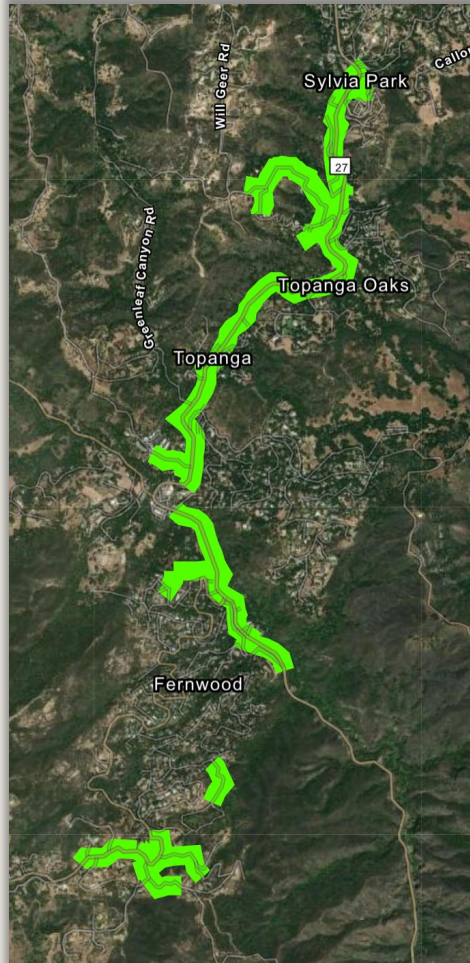 Callo
Sylvia Park
Will Geer Rd
27
Greenleaf Canyon Rd
Topanga Oaks
Topanga
Fernwood